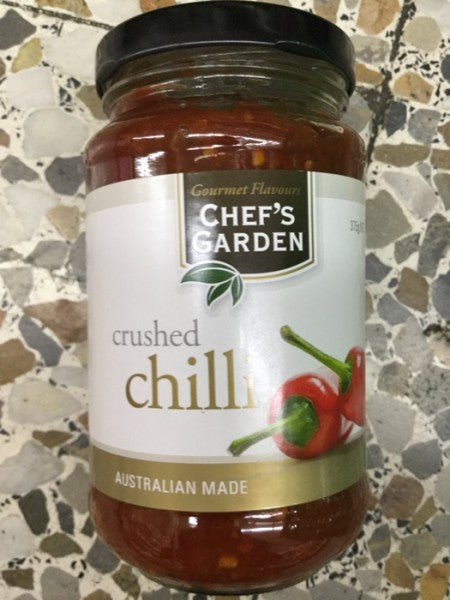 Gourmet Flavours
CHEF'S
GARDEN
crushed
chilli
AUSTRALIAN MADE